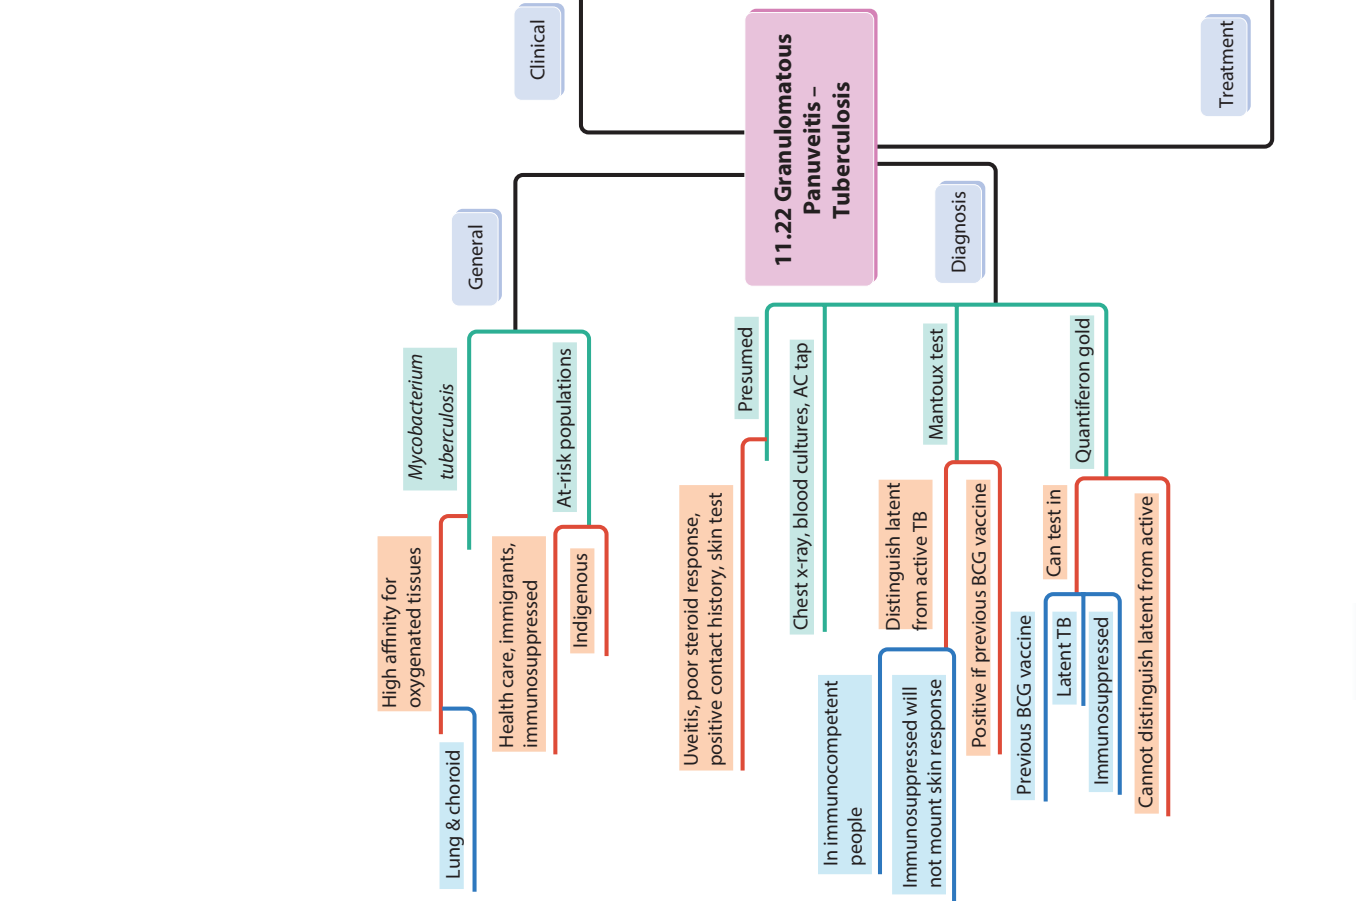 11.22 Granulomatous
Panuveitis –
Tuberculosis
Clinical
General
Mycobacterium
tuberculosis
High affinity for
oxygenated tissues
Lung & choroid
At-risk populations
Health care, immigrants,
immunosuppressed
Indigenous
Diagnosis
Presumed
Uveitis, poor steroid response,
positive contact history, skin test
Chest x-ray, blood cultures, AC tap
Mantoux test
Distinguish latent
from active TB
In immunocompetent
people
Immunosuppressed will
not mount skin response
Positive if previous BCG vaccine
Quantiferon gold
Can test in
Previous BCG vaccine
Latent TB
Immunosuppressed
Cannot distinguish latent from active
Treatment